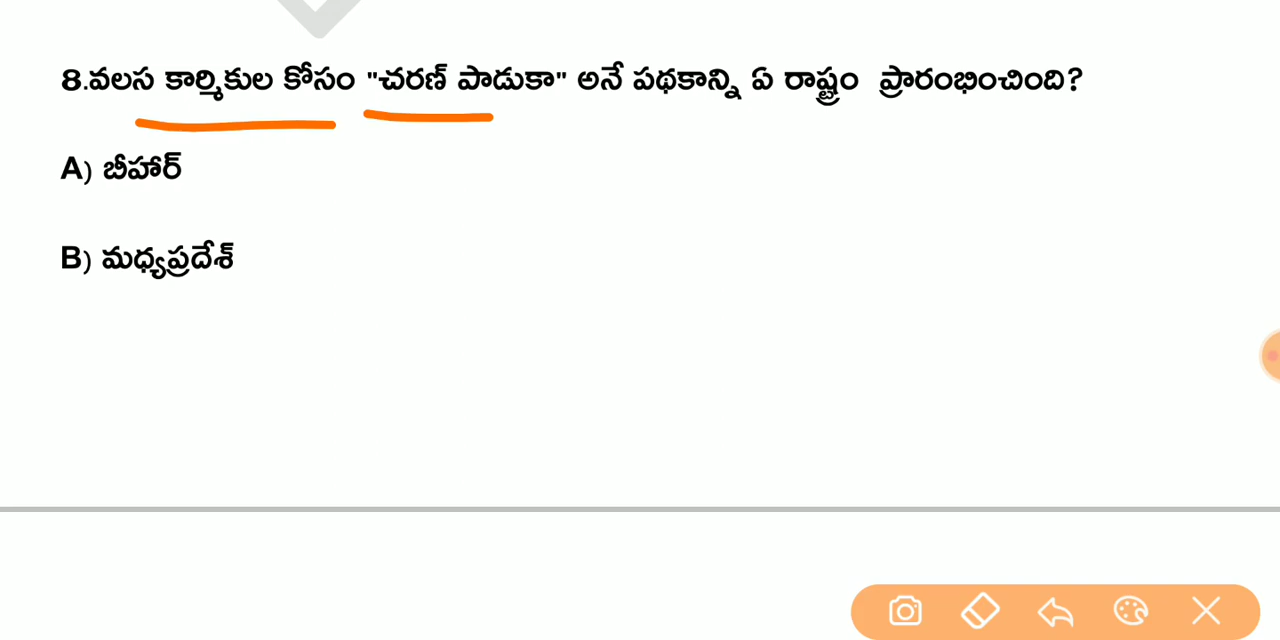 8.వలస కార్మికుల కోసం "చరణ్ పాదుకా" అనే పథకాన్ని ఏ రాష్ట్రం ప్రారంభించింది?
A) బీహార్
B) మధ్యప్రదేశ్